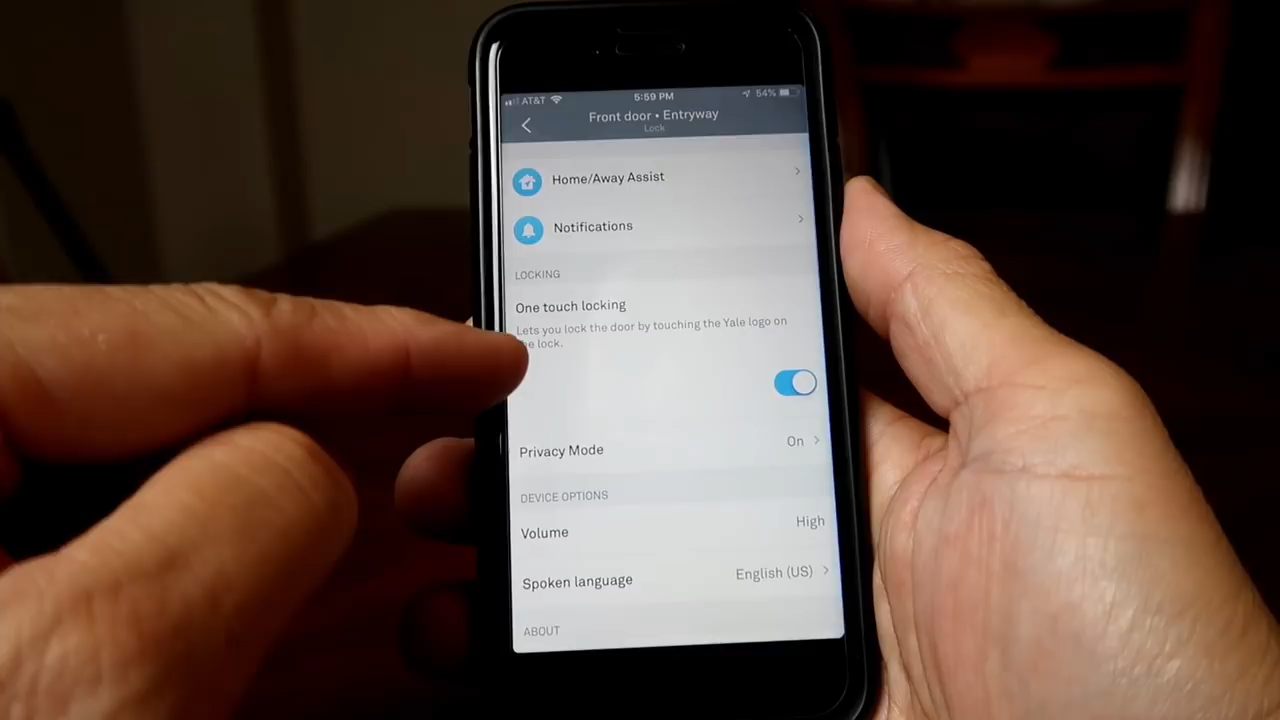 AT&T 5:59 PM 54%
Front door • Entryway
Lock
Home/Away Assist
Notifications
LOCKING
One touch locking
Lets you lock the door by touching the Yale logo on
he lock.
Privacy Mode On
DEVICE OPTIONS
Volume High
Spoken language English (US)
ABOUT